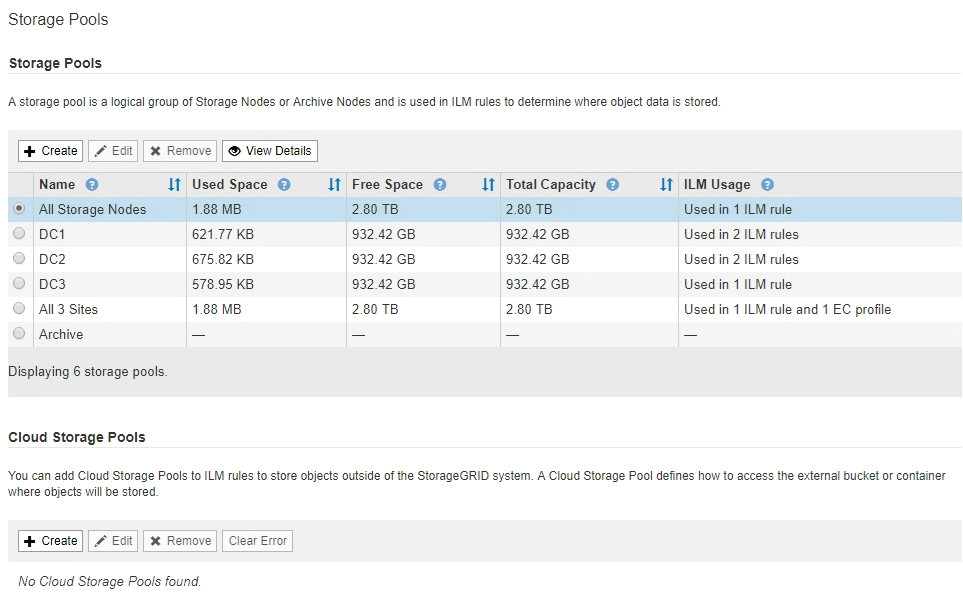 Storage Pools
Storage Pools
A storage pool is a logical group of Storage Nodes or Archive Nodes and is used in ILM rules to determine where object data is stored.
Create Edit Remove View Details
Name Used Space Free Space Total Capacity ILM Usage
All Storage Nodes 1.88 MB 2.80 TB 2.80 TB Used in 1 ILM rule
DC1 621.77 KB 932.42 GB 932.42 GB Used in 2 ILM rules
DC2 675.82 KB 932.42 GB 932.42 GB Used in 2 ILM rules
DC3 578.95 KB 932.42 GB 932.42 GB Used in 1 ILM rule
All 3 Sites 1.88 MB 2.80 TB 2.80 TB Used in 1 ILM rule and 1 EC profile
Archive — — — —
Displaying 6 storage pools.
Cloud Storage Pools
You can add Cloud Storage Pools to ILM rules to store objects outside of the StorageGRID system. A Cloud Storage Pool defines how to access the external bucket or container
where objects will be stored.
Create Edit Remove Clear Error
No Cloud Storage Pools found.